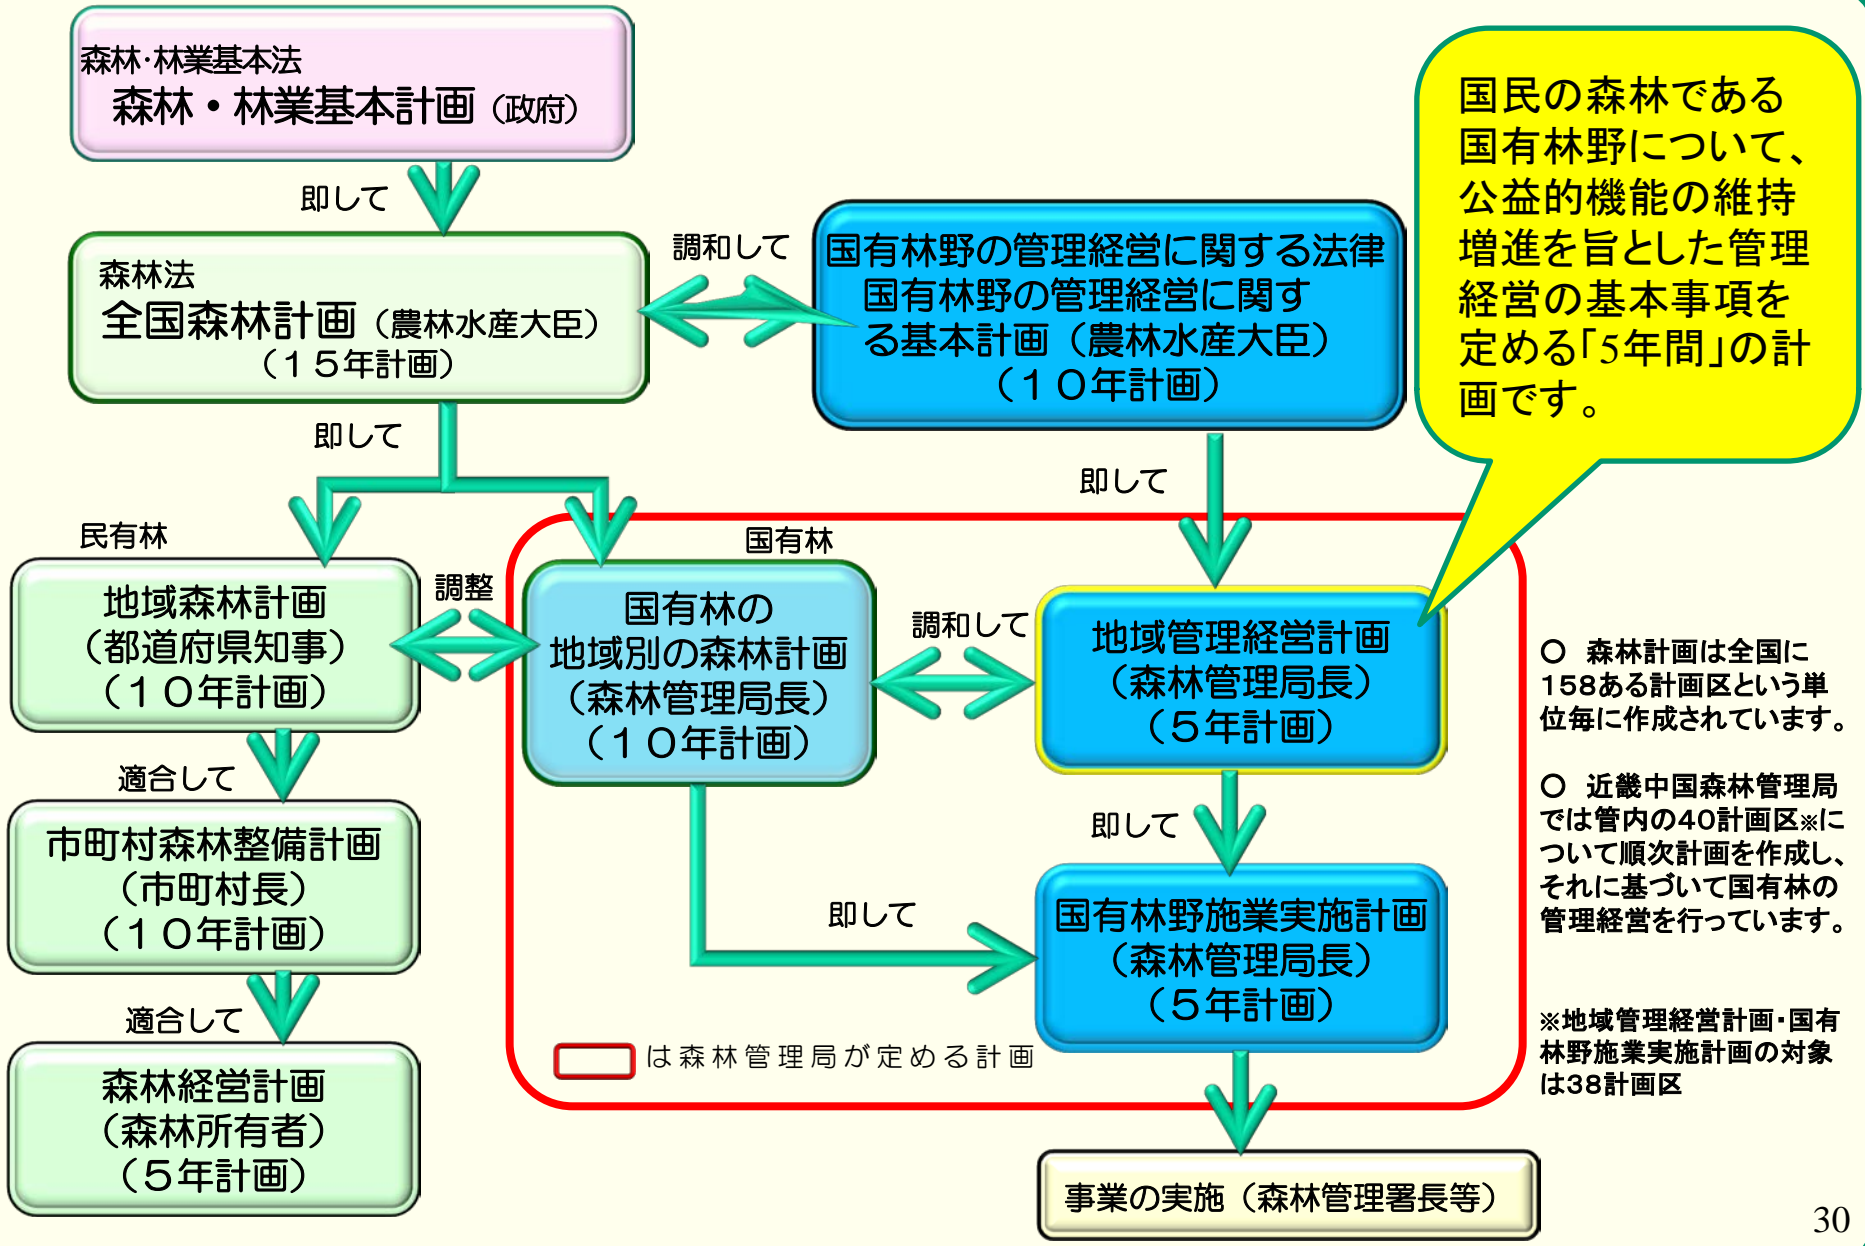 森林・林業基本法
森林・林業基本計画（政府）
即して
森林法
全国森林計画（農林水産大臣）
（１５年計画）
調和して
国有林野の管理経営に関する法律
国有林野の管理経営に関す
る基本計画（農林水産大臣）
（１０年計画）
国民の森林である
国有林野について、
公益的機能の維持
増進を旨とした管理
経営の基本事項を
定める「5年間」の計
画です。
即して
即して
民有林
国有林
地域森林計画
（都道府県知事）
（１０年計画）
調整
国有林の
地域別の森林計画
（森林管理局長）
（１０年計画）
調和して
地域管理経営計画
（森林管理局長）
（５年計画）
適合して
市町村森林整備計画
（市町村長）
（１０年計画）
即して
即して
国有林野施業実施計画
（森林管理局長）
（５年計画）
適合して
森林経営計画
（森林所有者）
（５年計画）
は森林管理局が定める計画
事業の実施（森林管理署長等）
○ 森林計画は全国に
158ある計画区という単
位毎に作成されています。
○ 近畿中国森林管理局
では管内の40計画区※に
ついて順次計画を作成し、
それに基づいて国有林の
管理経営を行っています。
※地域管理経営計画・国有
林野施業実施計画の対象
は38計画区
30